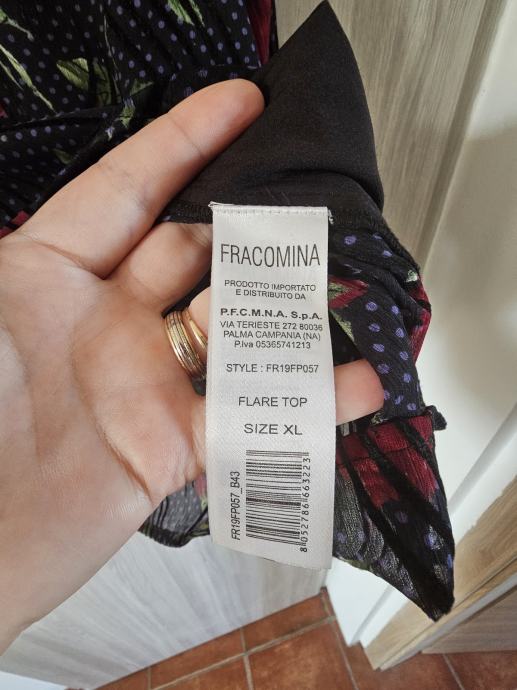 FRACOMINA
PRODOTTO IMPORTATO
E DISTRIBUITO DA
P.F.C.M.N.A. S.p.A.
VIA TERIESTE 272 80036
PALMA CAMPANIA (NA)
P.Iva 05365741213
STYLE : FR19FP057
FLARE TOP
SIZE XL
FR19FP057_B43
8052786663223